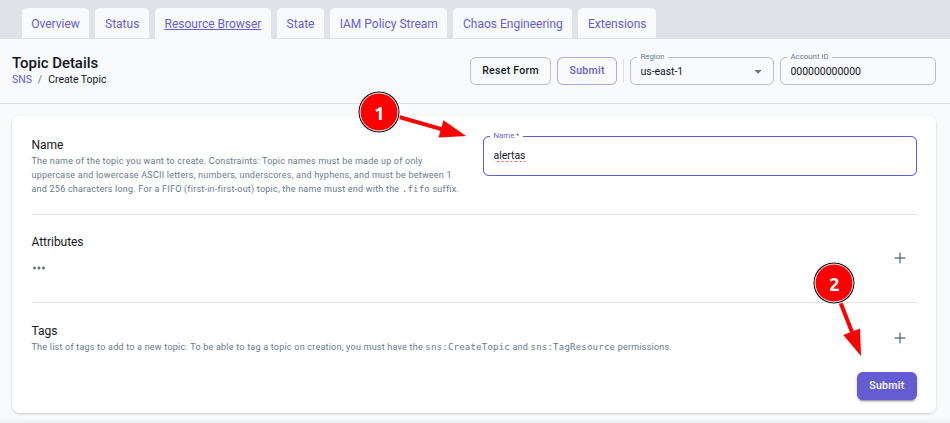 Overview Status Resource Browser State IAM Policy Stream Chaos Engineering Extensions
Topic Details
SNS / Create Topic
Reset Form Submit
Region
us-east-1
Account ID
000000000000
1
Name
The name of the topic you want to create. Constraints: Topic names must be made up of only
uppercase and lowercase ASCII letters, numbers, underscores, and hyphens, and must be between 1
and 256 characters long. For a FIFO (first-in-first-out) topic, the name must end with the .fifo suffix.
Name *
alertas
Attributes
•••
2
Tags
The list of tags to add to a new topic. To be able to tag a topic on creation, you must have the sns:CreateTopic and sns:TagResource permissions.
Submit